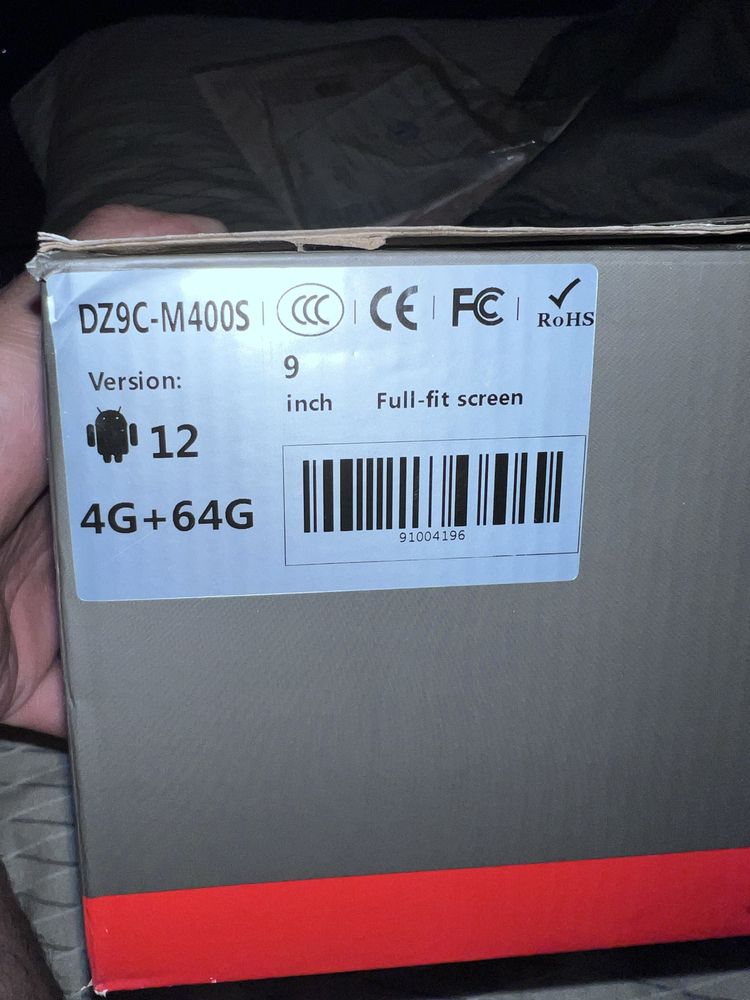 DZ9C-M400S | CCC | CE | FC | RoHS
Version:
9
inch Full-fit screen
12
4G+64G
91004196